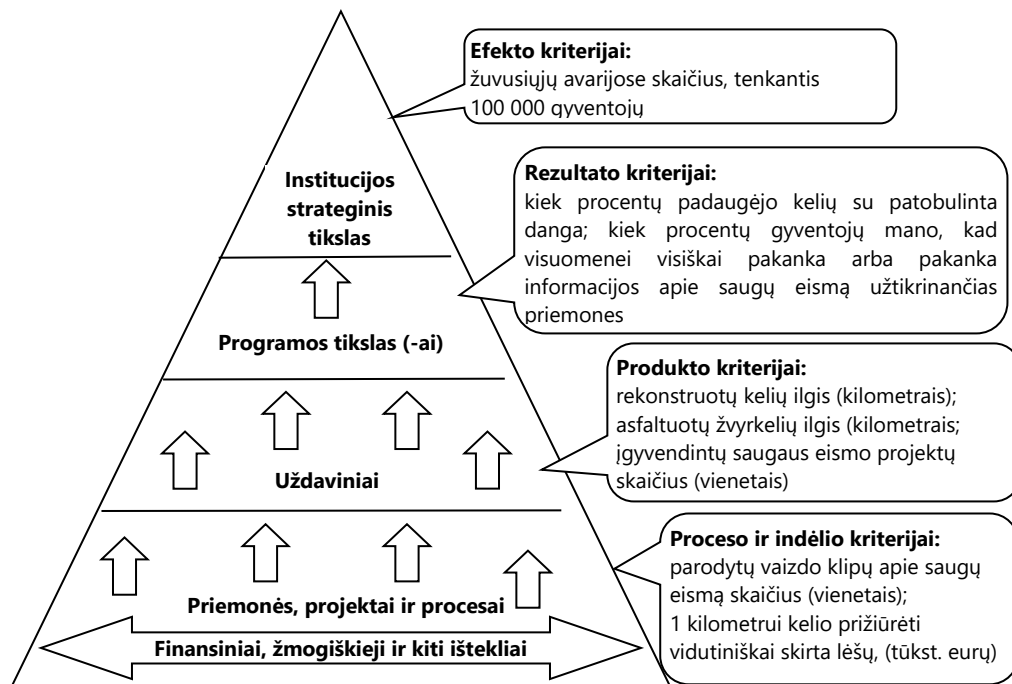 Efekto kriterijai:
žuvusiųjų avarijose skaičius, tenkantis
100 000 gyventojų
Institucijos
strateginis
tikslas
Rezultato kriterijai:
kiek procentų padaugėjo kelių su patobulinta
danga; kiek procentų gyventojų mano, kad
visuomenei visiškai pakanka arba pakanka
informacijos apie saugų eismą užtikrinančias
priemones
Programos tikslas (-ai)
Produkto kriterijai:
rekonstruotų kelių ilgis (kilometrais);
asfaltuotų žvyrkelių ilgis (kilometrais;
įgyvendintų saugaus eismo projektų
skaičius (vienetais)
Uždaviniai
Proceso ir indėlio kriterijai:
parodytų vaizdo klipų apie saugų
eismą skaičius (vienetais);
1 kilometrui kelio prižiūrėti
vidutiniškai skirta lėšų, (tūkst. eurų)
Priemonės, projektai ir procesai
Finansiniai, žmogiškieji ir kiti ištekliai